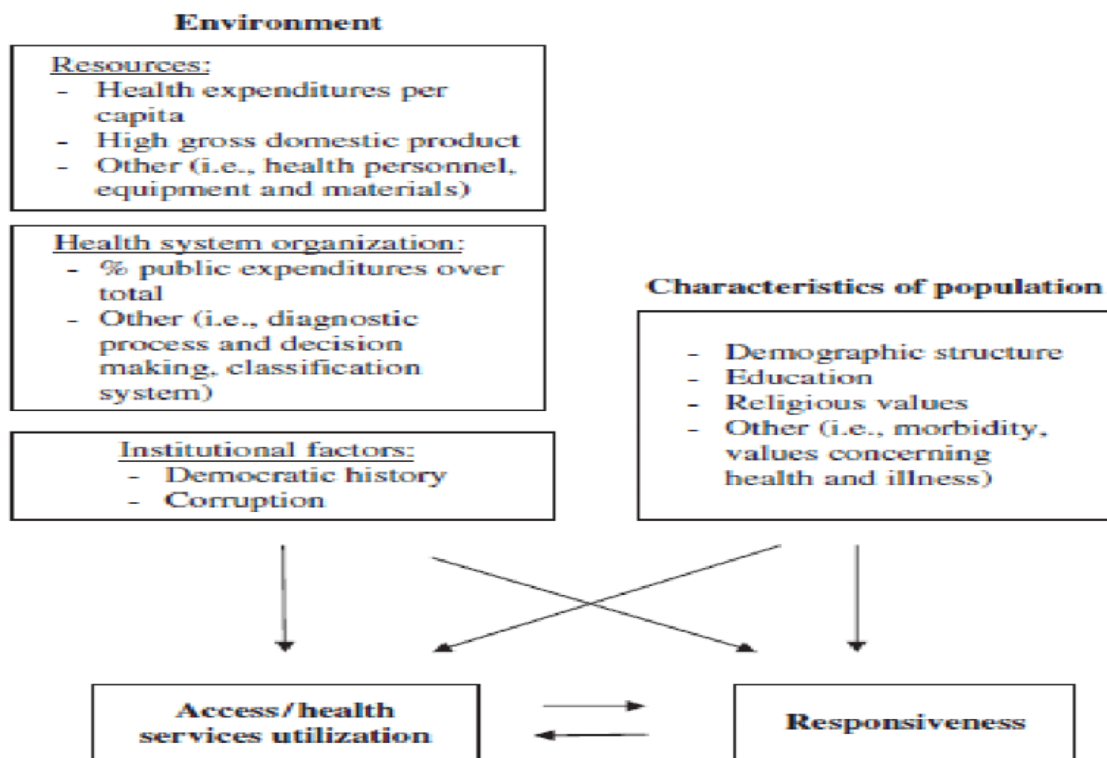 Environment
Resources:
- Health expenditures per
capita
- High gross domestic product
- Other (i.e., health personnel,
equipment and materials)
Health system organization:
- % public expenditures over
total
- Other (i.e., diagnostic
process and decision
making, classification
system)
Institutional factors:
- Democratic history
- Corruption
Characteristics of population
- Demographic structure
- Education
- Religious values
- Other (i.e., morbidity,
values concerning
health and illness)
Access/health
services utilization
Responsiveness